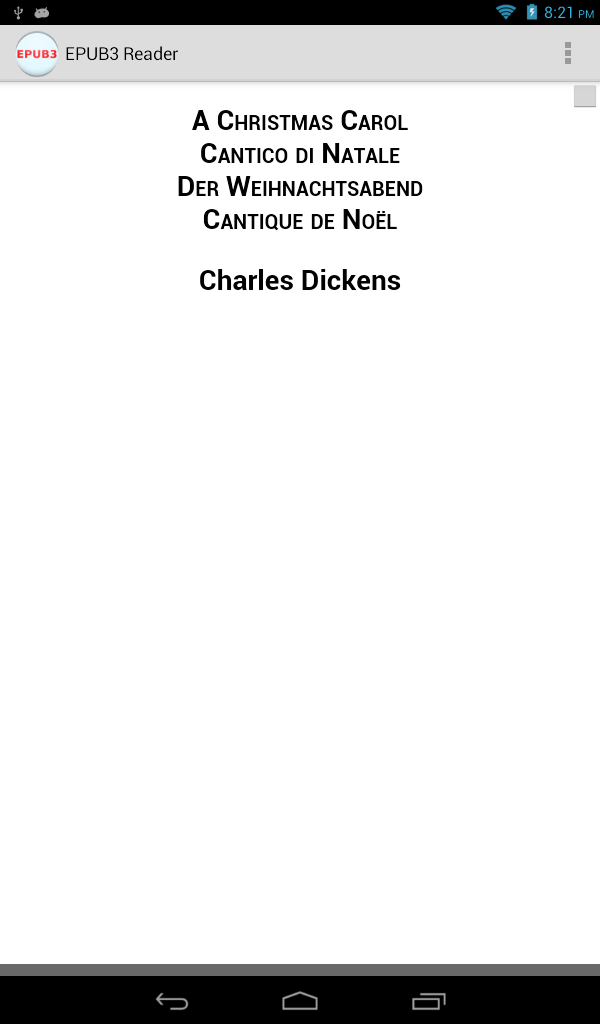 8:21 PM
EPUB3 EPUB3 Reader
A Christmas Carol
Cantico di Natale
Der Weihnachtsabend
Cantique de Noël
Charles Dickens